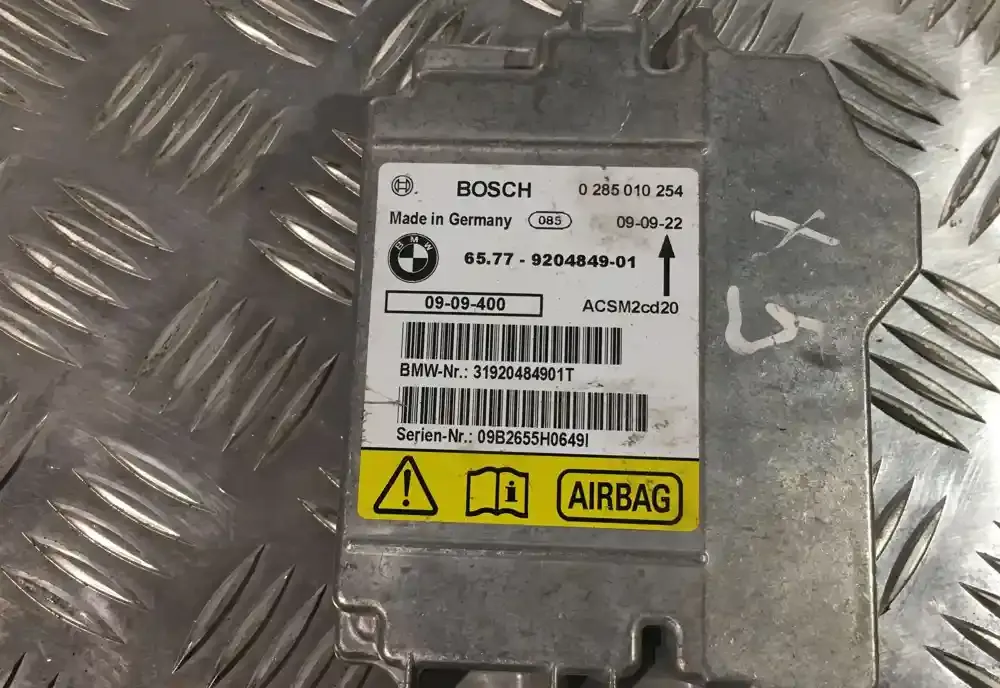 BOSCH 0 285 010 254
Made in Germany 085 09-09-22
BMW
65.77 - 9204849-01
09-09-400 ACSM2cd20
BMW-Nr.: 31920484901T
Serien-Nr.: 09B2655H0649I
AIRBAG